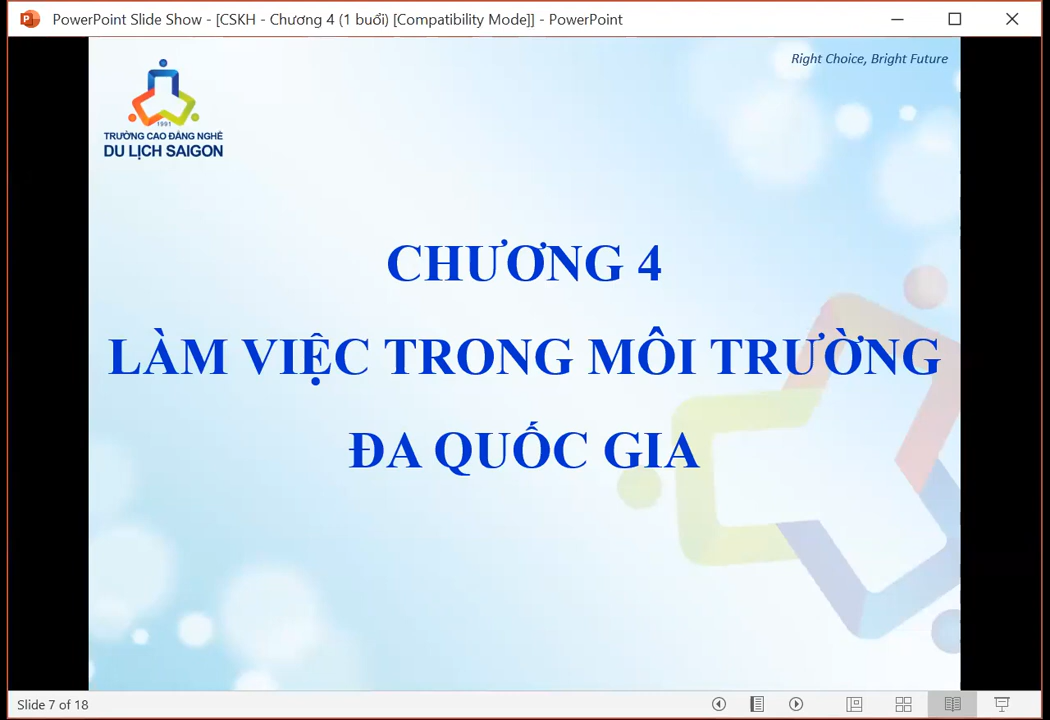 PowerPoint Slide Show - [CSKH - Chương 4 (1 buổi) [Compatibility Mode]] - PowerPoint
Right Choice, Bright Future
1991
TRƯỜNG CAO ĐẲNG NGHỀ
DU LỊCH SAIGON
CHƯƠNG 4
LÀM VIỆC TRONG MÔI TRƯỜNG
ĐA QUỐC GIA
Slide 7 of 18